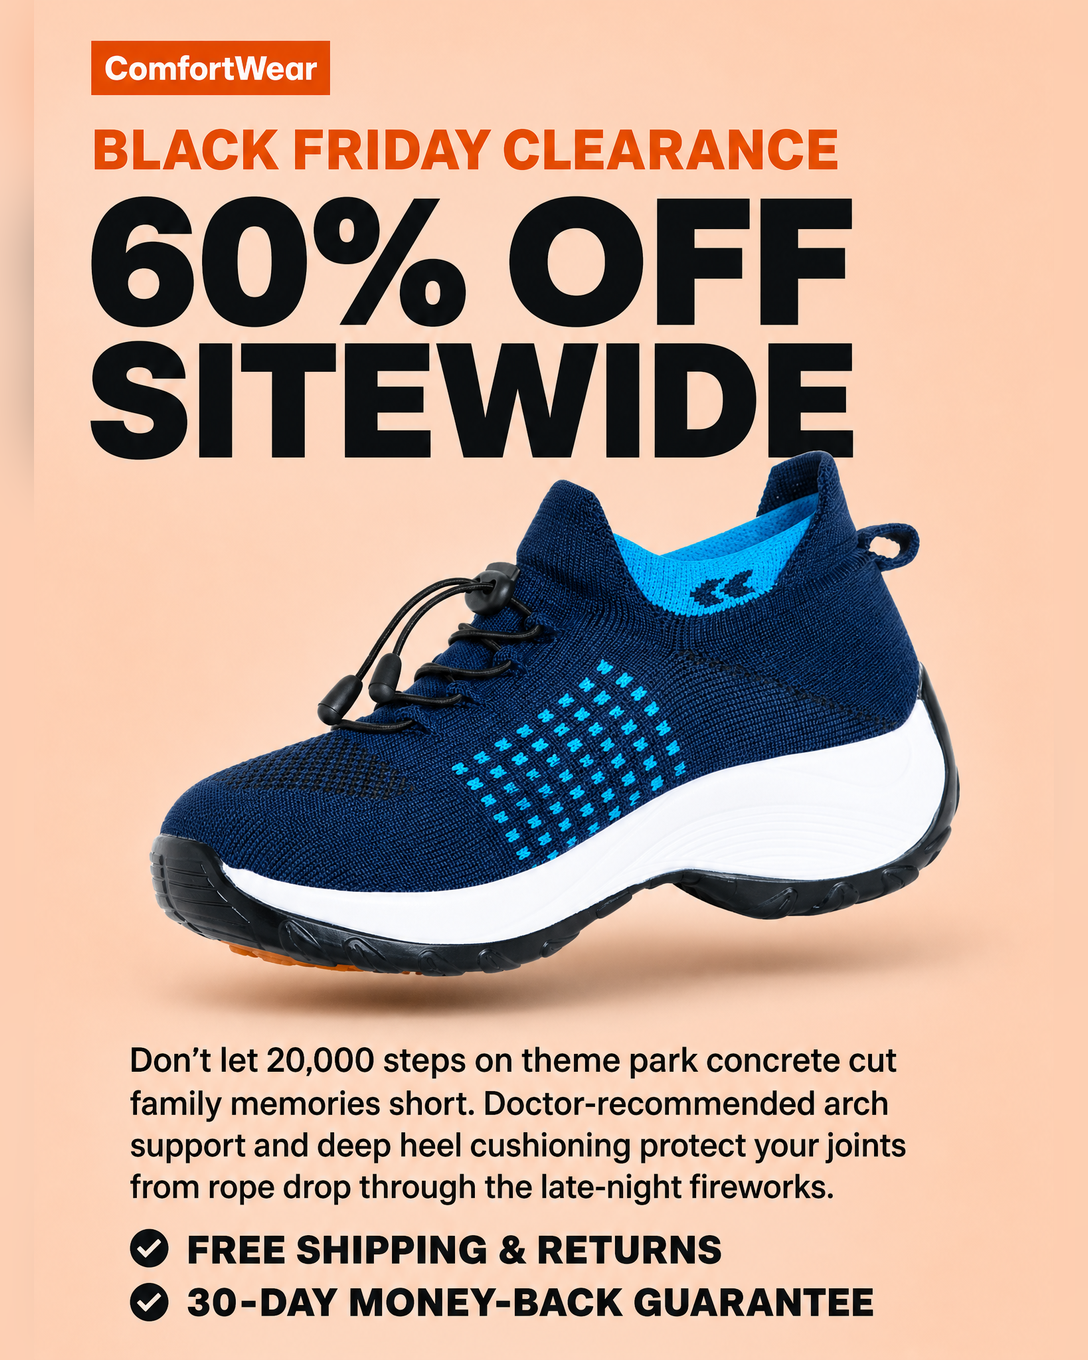 ComfortWear
BLACK FRIDAY CLEARANCE
60% OFF
SITEWIDE
Don’t let 20,000 steps on theme park concrete cut
family memories short. Doctor-recommended arch
support and deep heel cushioning protect your joints
from rope drop through the late-night fireworks.
FREE SHIPPING & RETURNS
30-DAY MONEY-BACK GUARANTEE